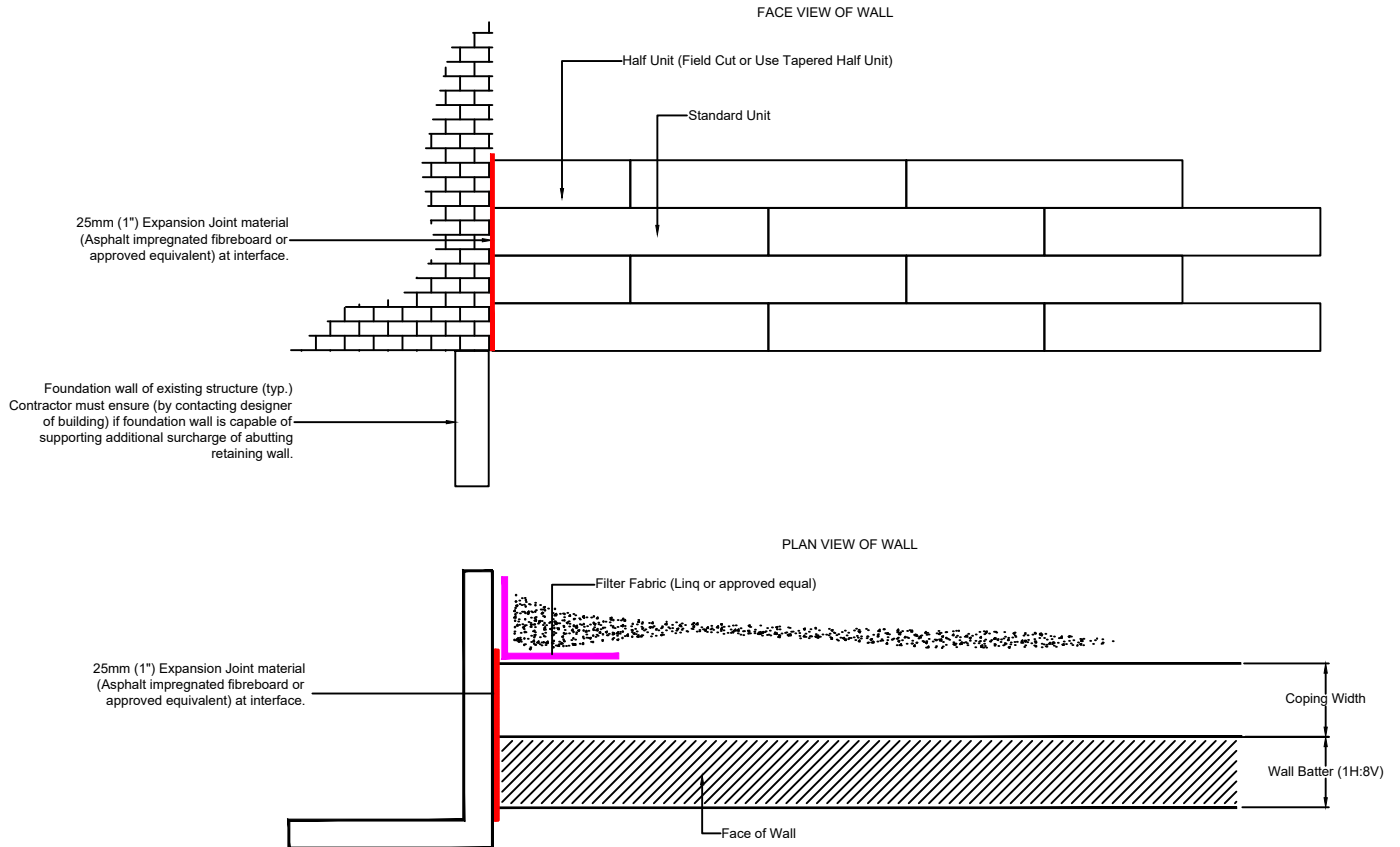 FACE VIEW OF WALL
Half Unit (Field Cut or Use Tapered Half Unit)
Standard Unit
25mm (1") Expansion Joint material
(Asphalt impregnated fibreboard or
approved equivalent) at interface.
Foundation wall of existing structure (typ.)
Contractor must ensure (by contacting designer
of building) if foundation wall is capable of
supporting additional surcharge of abutting
retaining wall.
PLAN VIEW OF WALL
Filter Fabric (Linq or approved equal)
25mm (1") Expansion Joint material
(Asphalt impregnated fibreboard or
approved equivalent) at interface.
Coping Width
Wall Batter (1H:8V)
Face of Wall